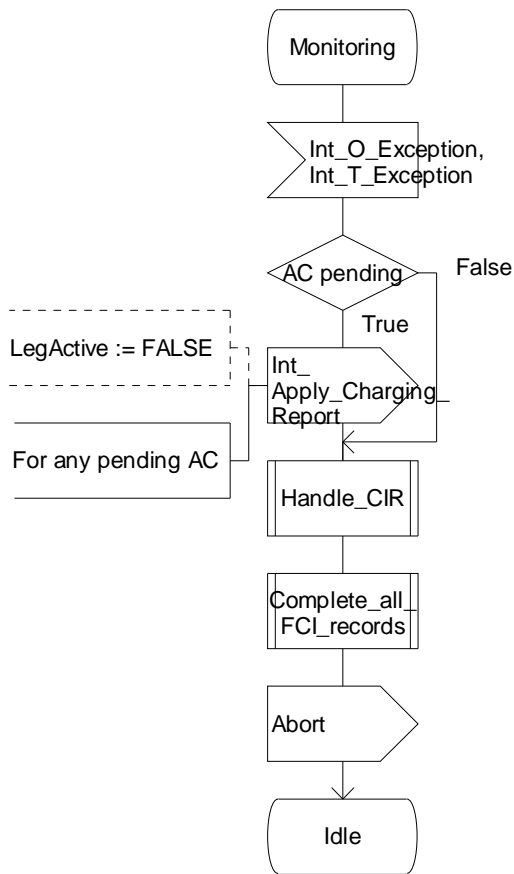 Monitoring
Int_O_Exception,
Int_T_Exception
AC pending
False
True
LegActive := FALSE
Int_
Apply_Charging_
Report
For any pending AC
Handle_CIR
Complete_all_
FCI_records
Abort
Idle